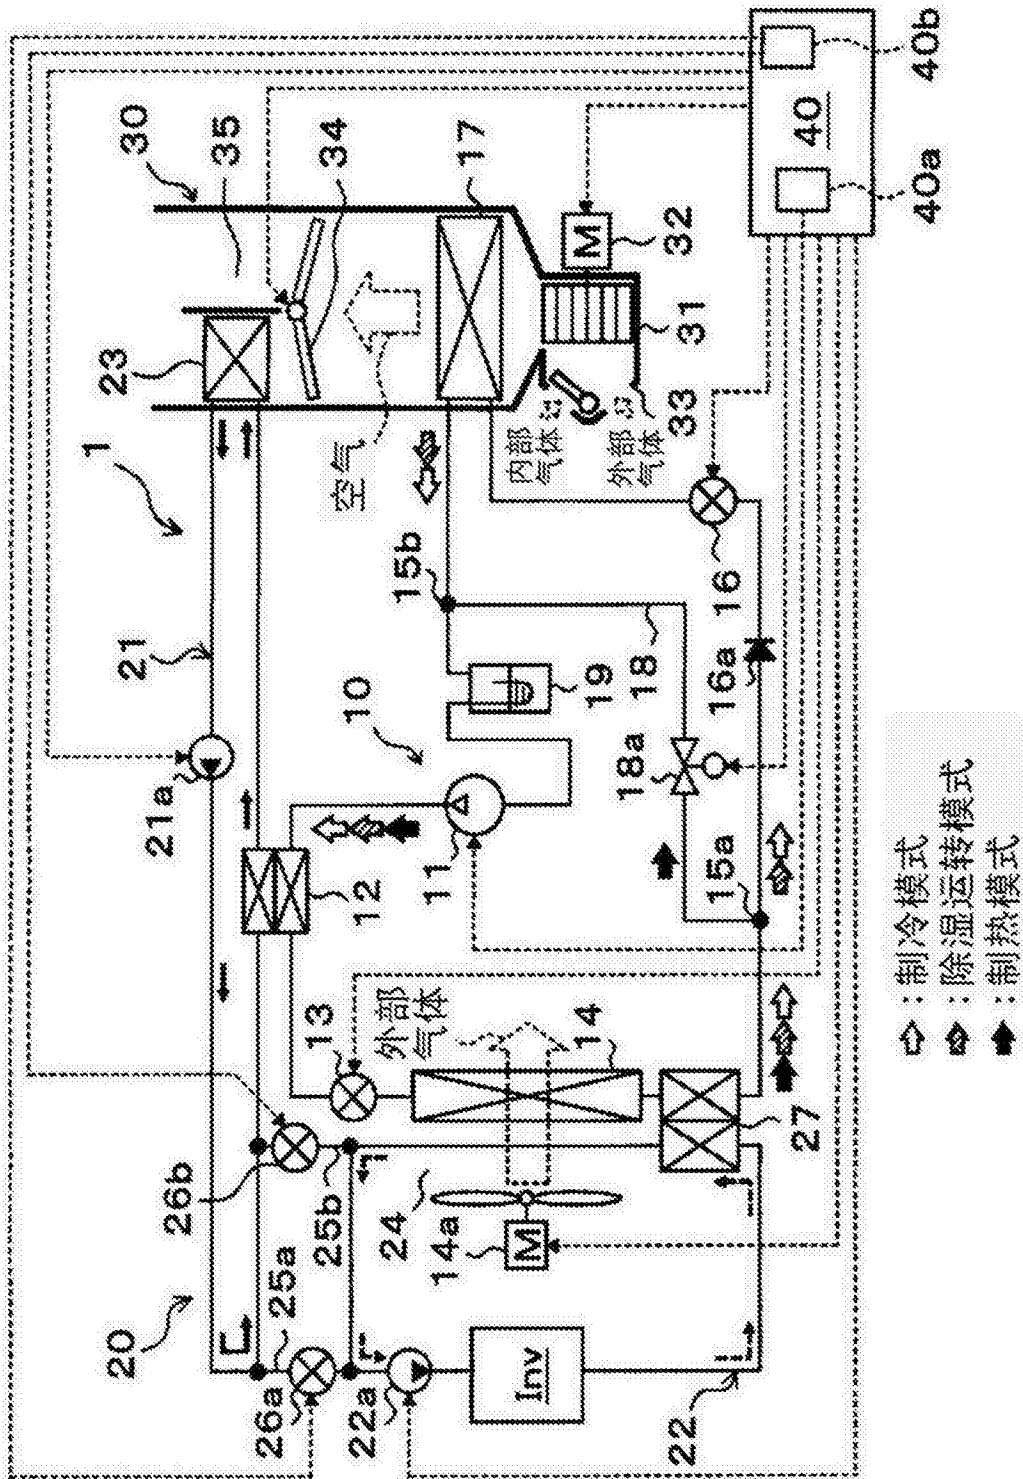 20
1
30
35
34
17
23
21
21a
26b
25a
25b
26a
22a
22
Inv
24
14a
M
13
外部
气体
14
27
12
11
10
19
15b
15a
18
18a
16
16a
空气
内部
气体
外部
气体
33
31
32
M
40
40a
40b
:制冷模式
:除湿运转模式
:制热模式